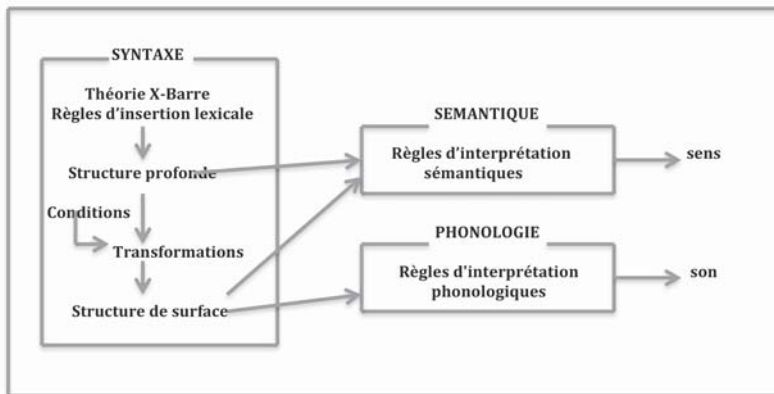 SYNTAXE
Théorie X-Barre
Règles d'insertion lexicale
Structure profonde
Conditions
Transformations
Structure de surface
SEMANTIQUE
Règles d'interprétation
sémantiques
sens
PHONOLOGIE
Règles d'interprétation
phonologiques
son